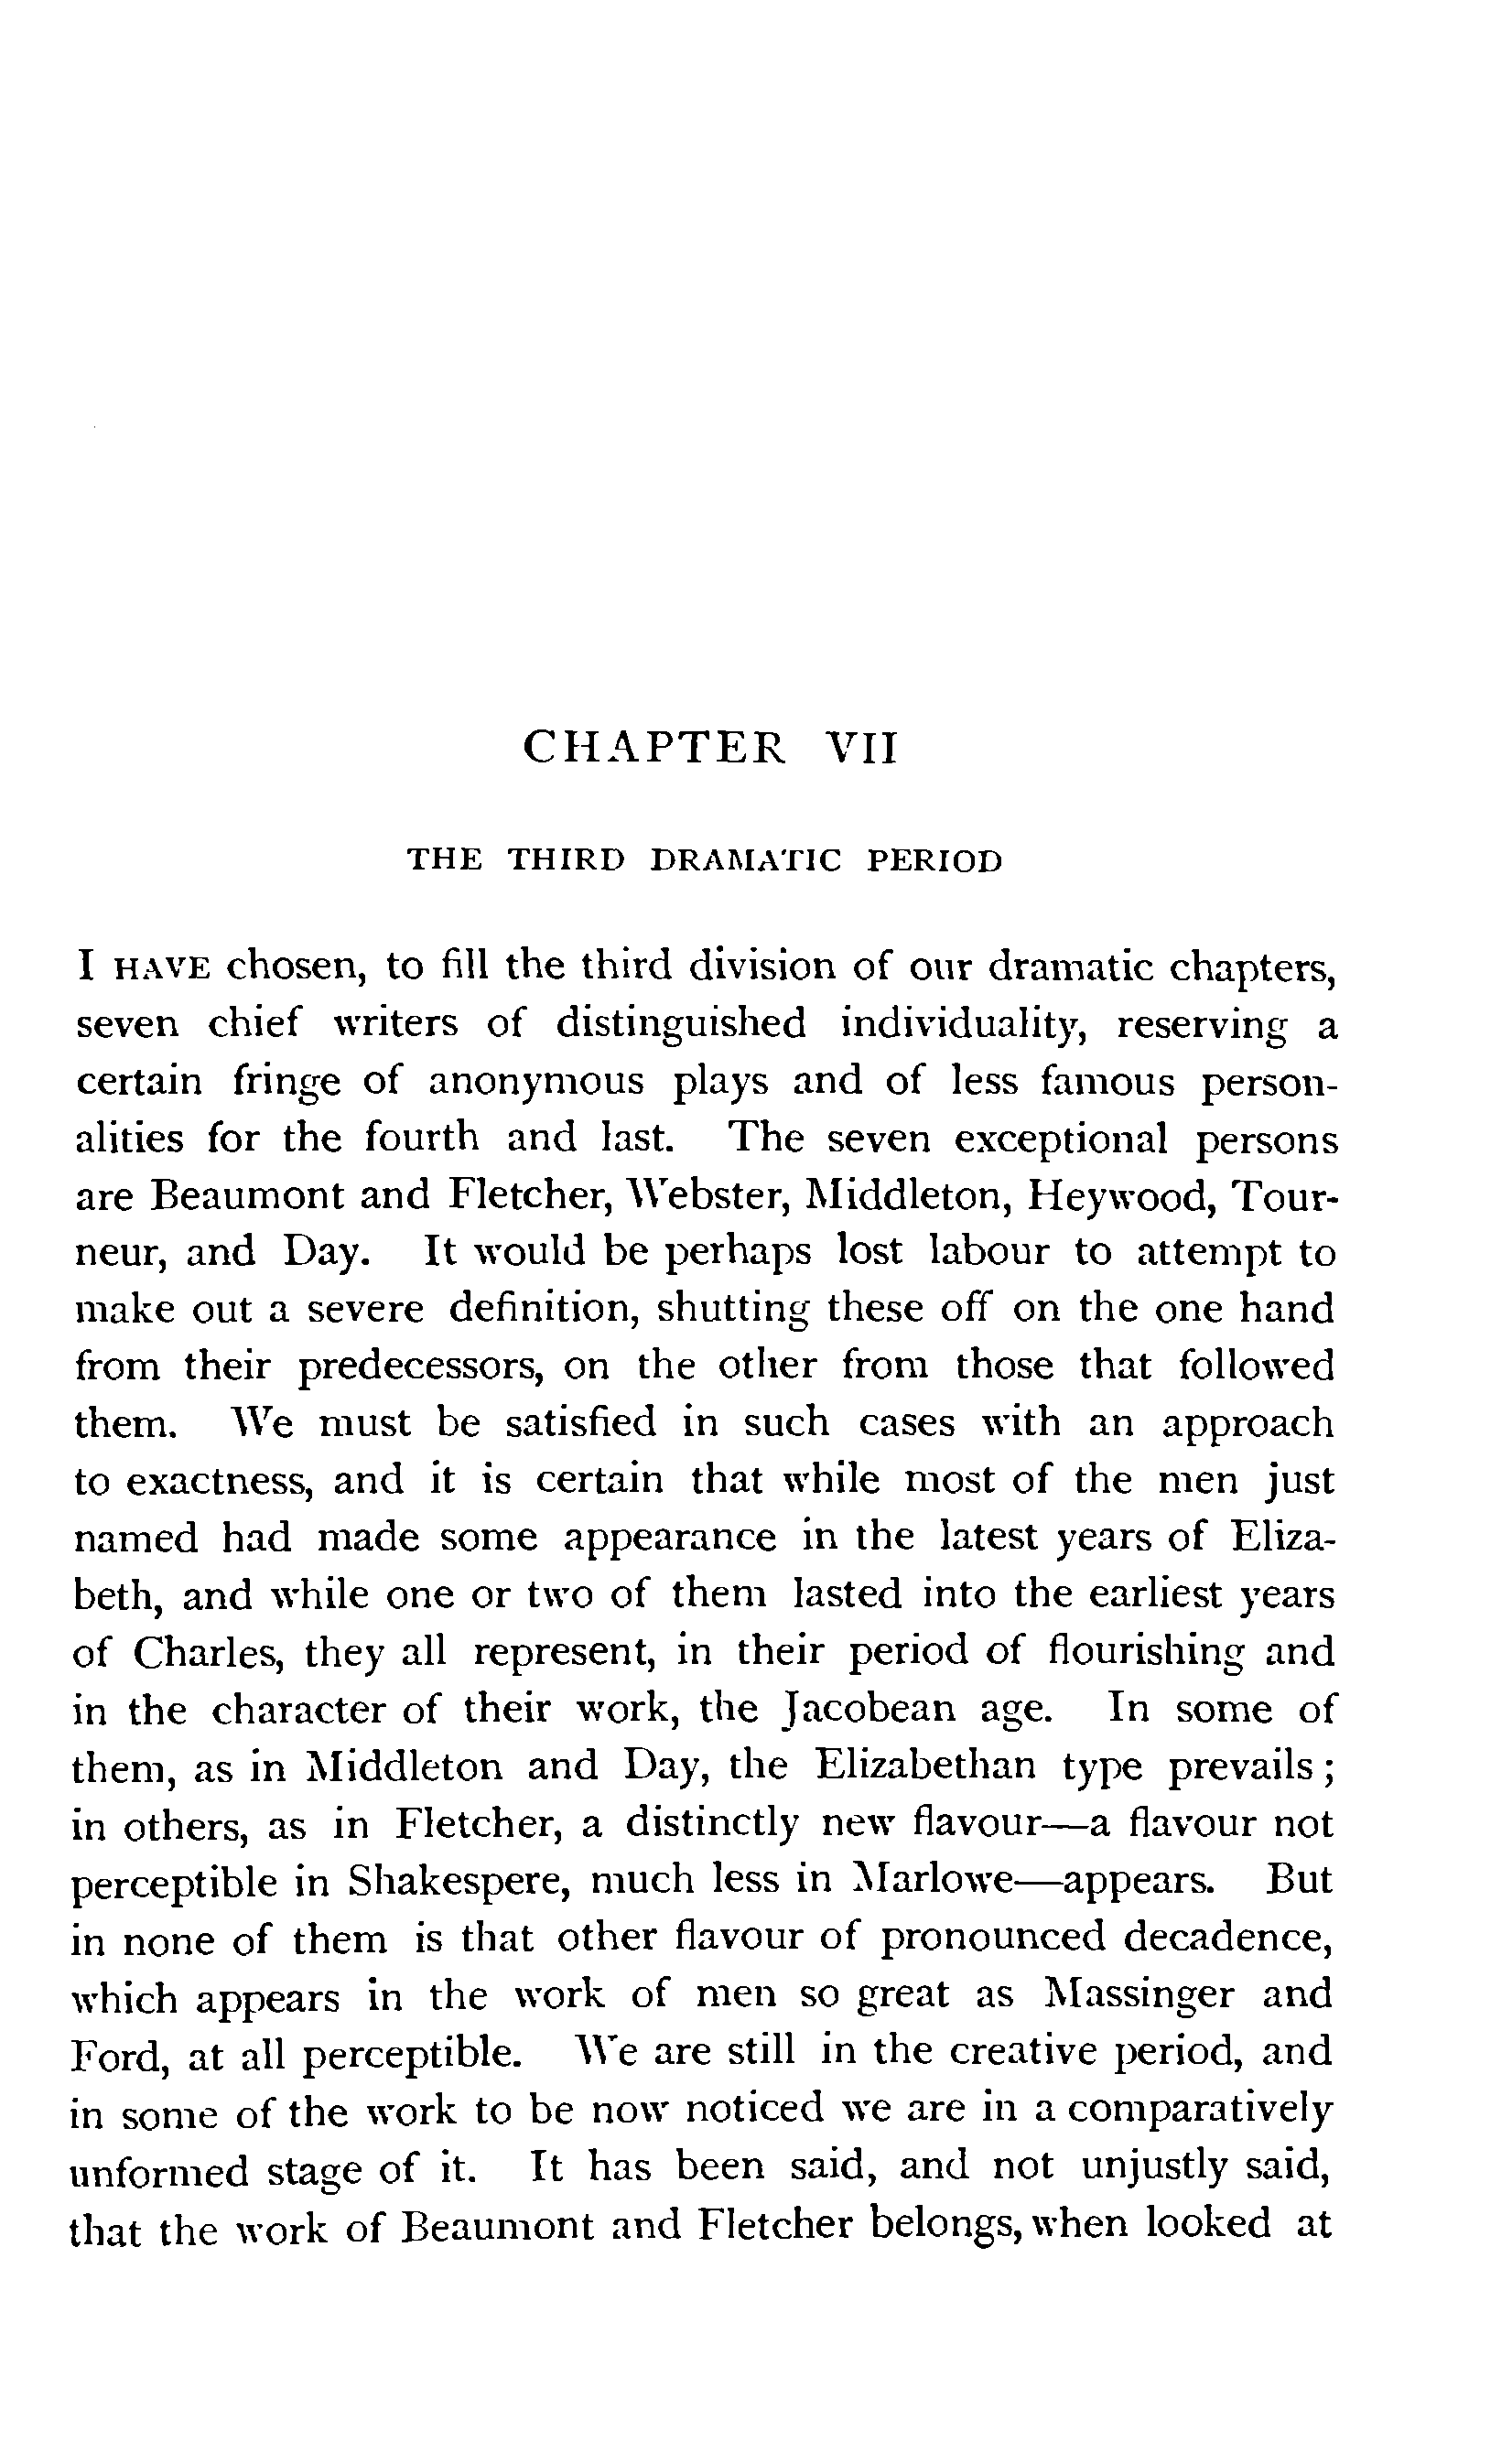 CHAPTER VII
THE THIRD DRAMATIC PERIOD
I HAVE chosen, to fill the third division of our dramatic chapters,
seven chief writers of distinguished individuality, reserving a
certain fringe of anonymous plays and of less famous person-
alities for the fourth and last. The seven exceptional persons
are Beaumont and Fletcher, Webster, Middleton, Heywood, Tour-
neur, and Day. It would be perhaps lost labour to attempt to
make out a severe definition, shutting these off on the one hand
from their predecessors, on the other from those that followed
them. We must be satisfied in such cases with an approach
to exactness, and it is certain that while most of the men just
named had made some appearance in the latest years of Eliza-
beth, and while one or two of them lasted into the earliest years
of Charles, they all represent, in their period of flourishing and
in the character of their work, the Jacobean age. In some of
them, as in Middleton and Day, the Elizabethan type prevails;
in others, as in Fletcher, a distinctly new flavour—a flavour not
perceptible in Shakespere, much less in Marlowe—appears. But
in none of them is that other flavour of pronounced decadence,
which appears in the work of men so great as Massinger and
Ford, at all perceptible. We are still in the creative period, and
in some of the work to be now noticed we are in a comparatively
unformed stage of it. It has been said, and not unjustly said,
that the work of Beaumont and Fletcher belongs, when looked at